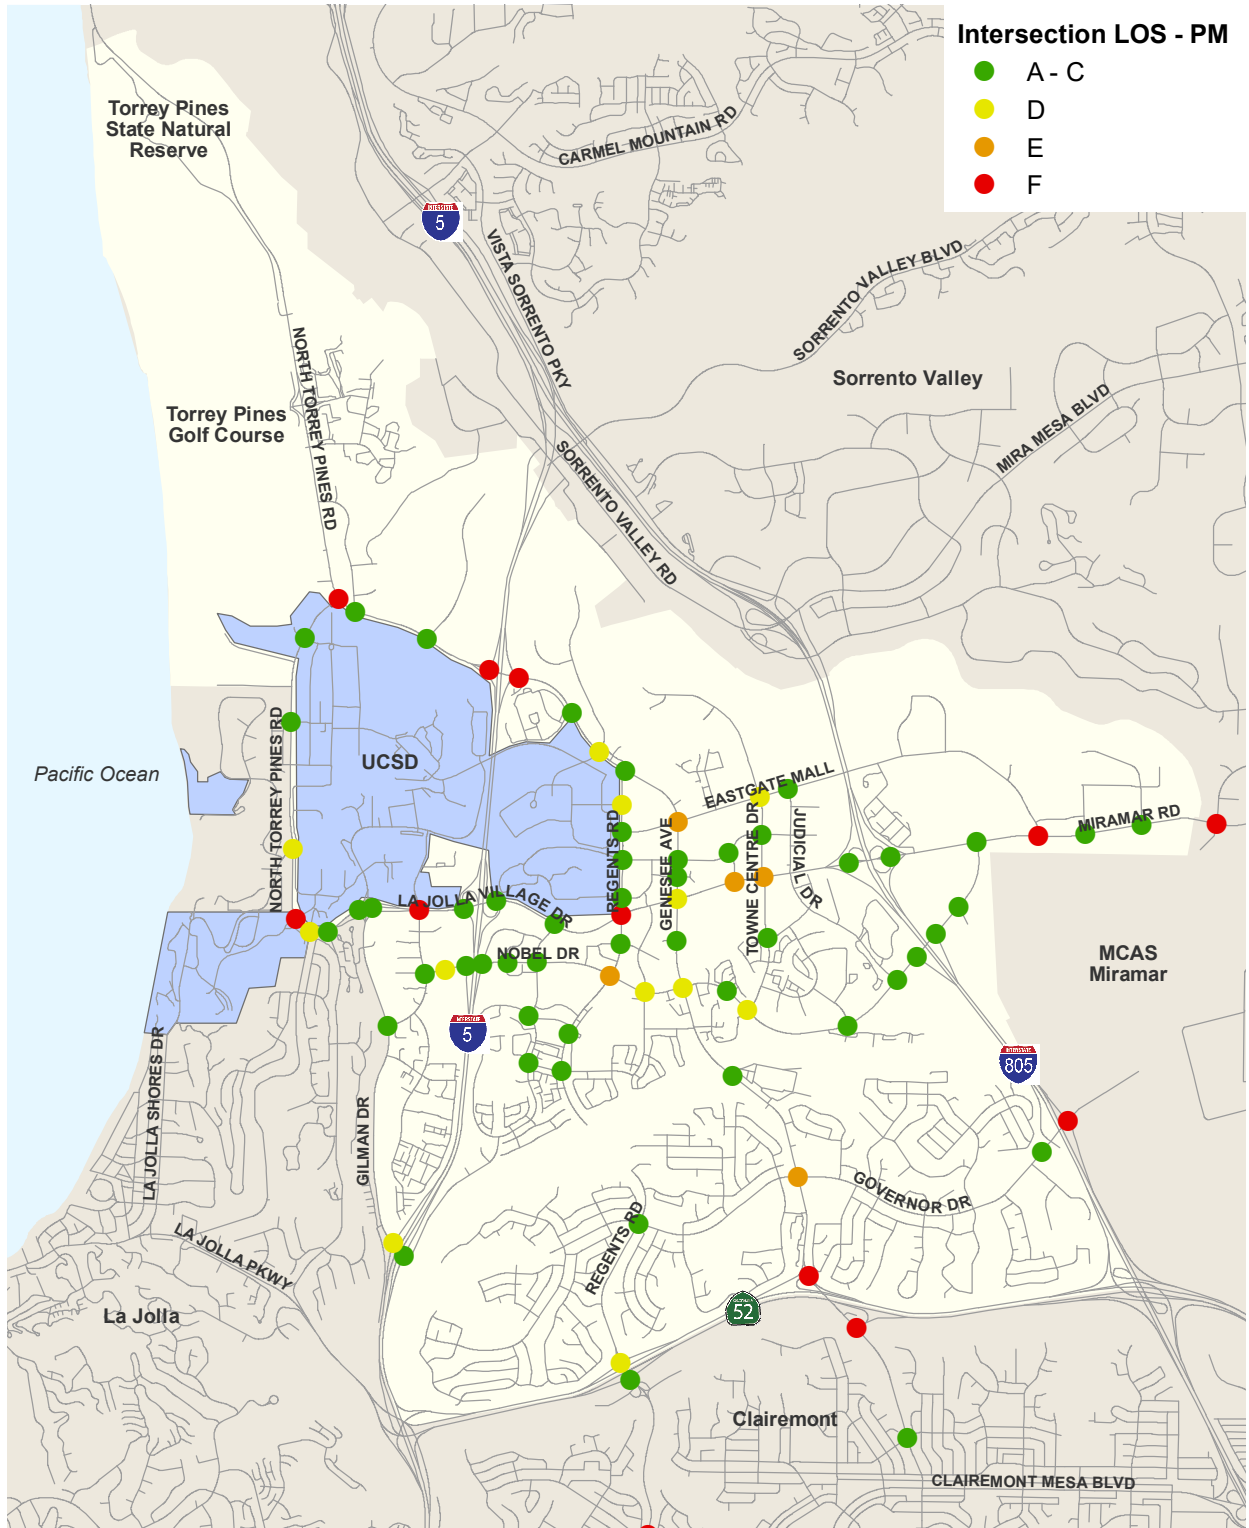 Intersection LOS - PM
A - C
D
E
F
Torrey Pines
State Natural
Reserve
CARMEL MOUNTAIN RD
INTERSTATE
5
VISTA SORRENTO PKY
SORRENTO VALLEY BLVD
Sorrento Valley
NORTH TORREY PINES RD
Torrey Pines
Golf Course
MIRA MESA BLVD
SORRENTO VALLEY RD
NORTH TORREY PINES RD
UCSD
Pacific Ocean
EASTGATE MALL
REGENTS RD
GENESEE AVE
TOWNE CENTRE DR
JUDICIAL DR
MIRAMAR RD
LA JOLLA VILLAGE DR
NOBEL DR
MCAS
Miramar
INTERSTATE
5
INTERSTATE
805
LA JOLLA SHORES DR
GILMAN DR
GOVERNOR DR
REGENTS RD
LA JOLLA PKWY
La Jolla
52
Clairemont
CLAIREMONT MESA BLVD